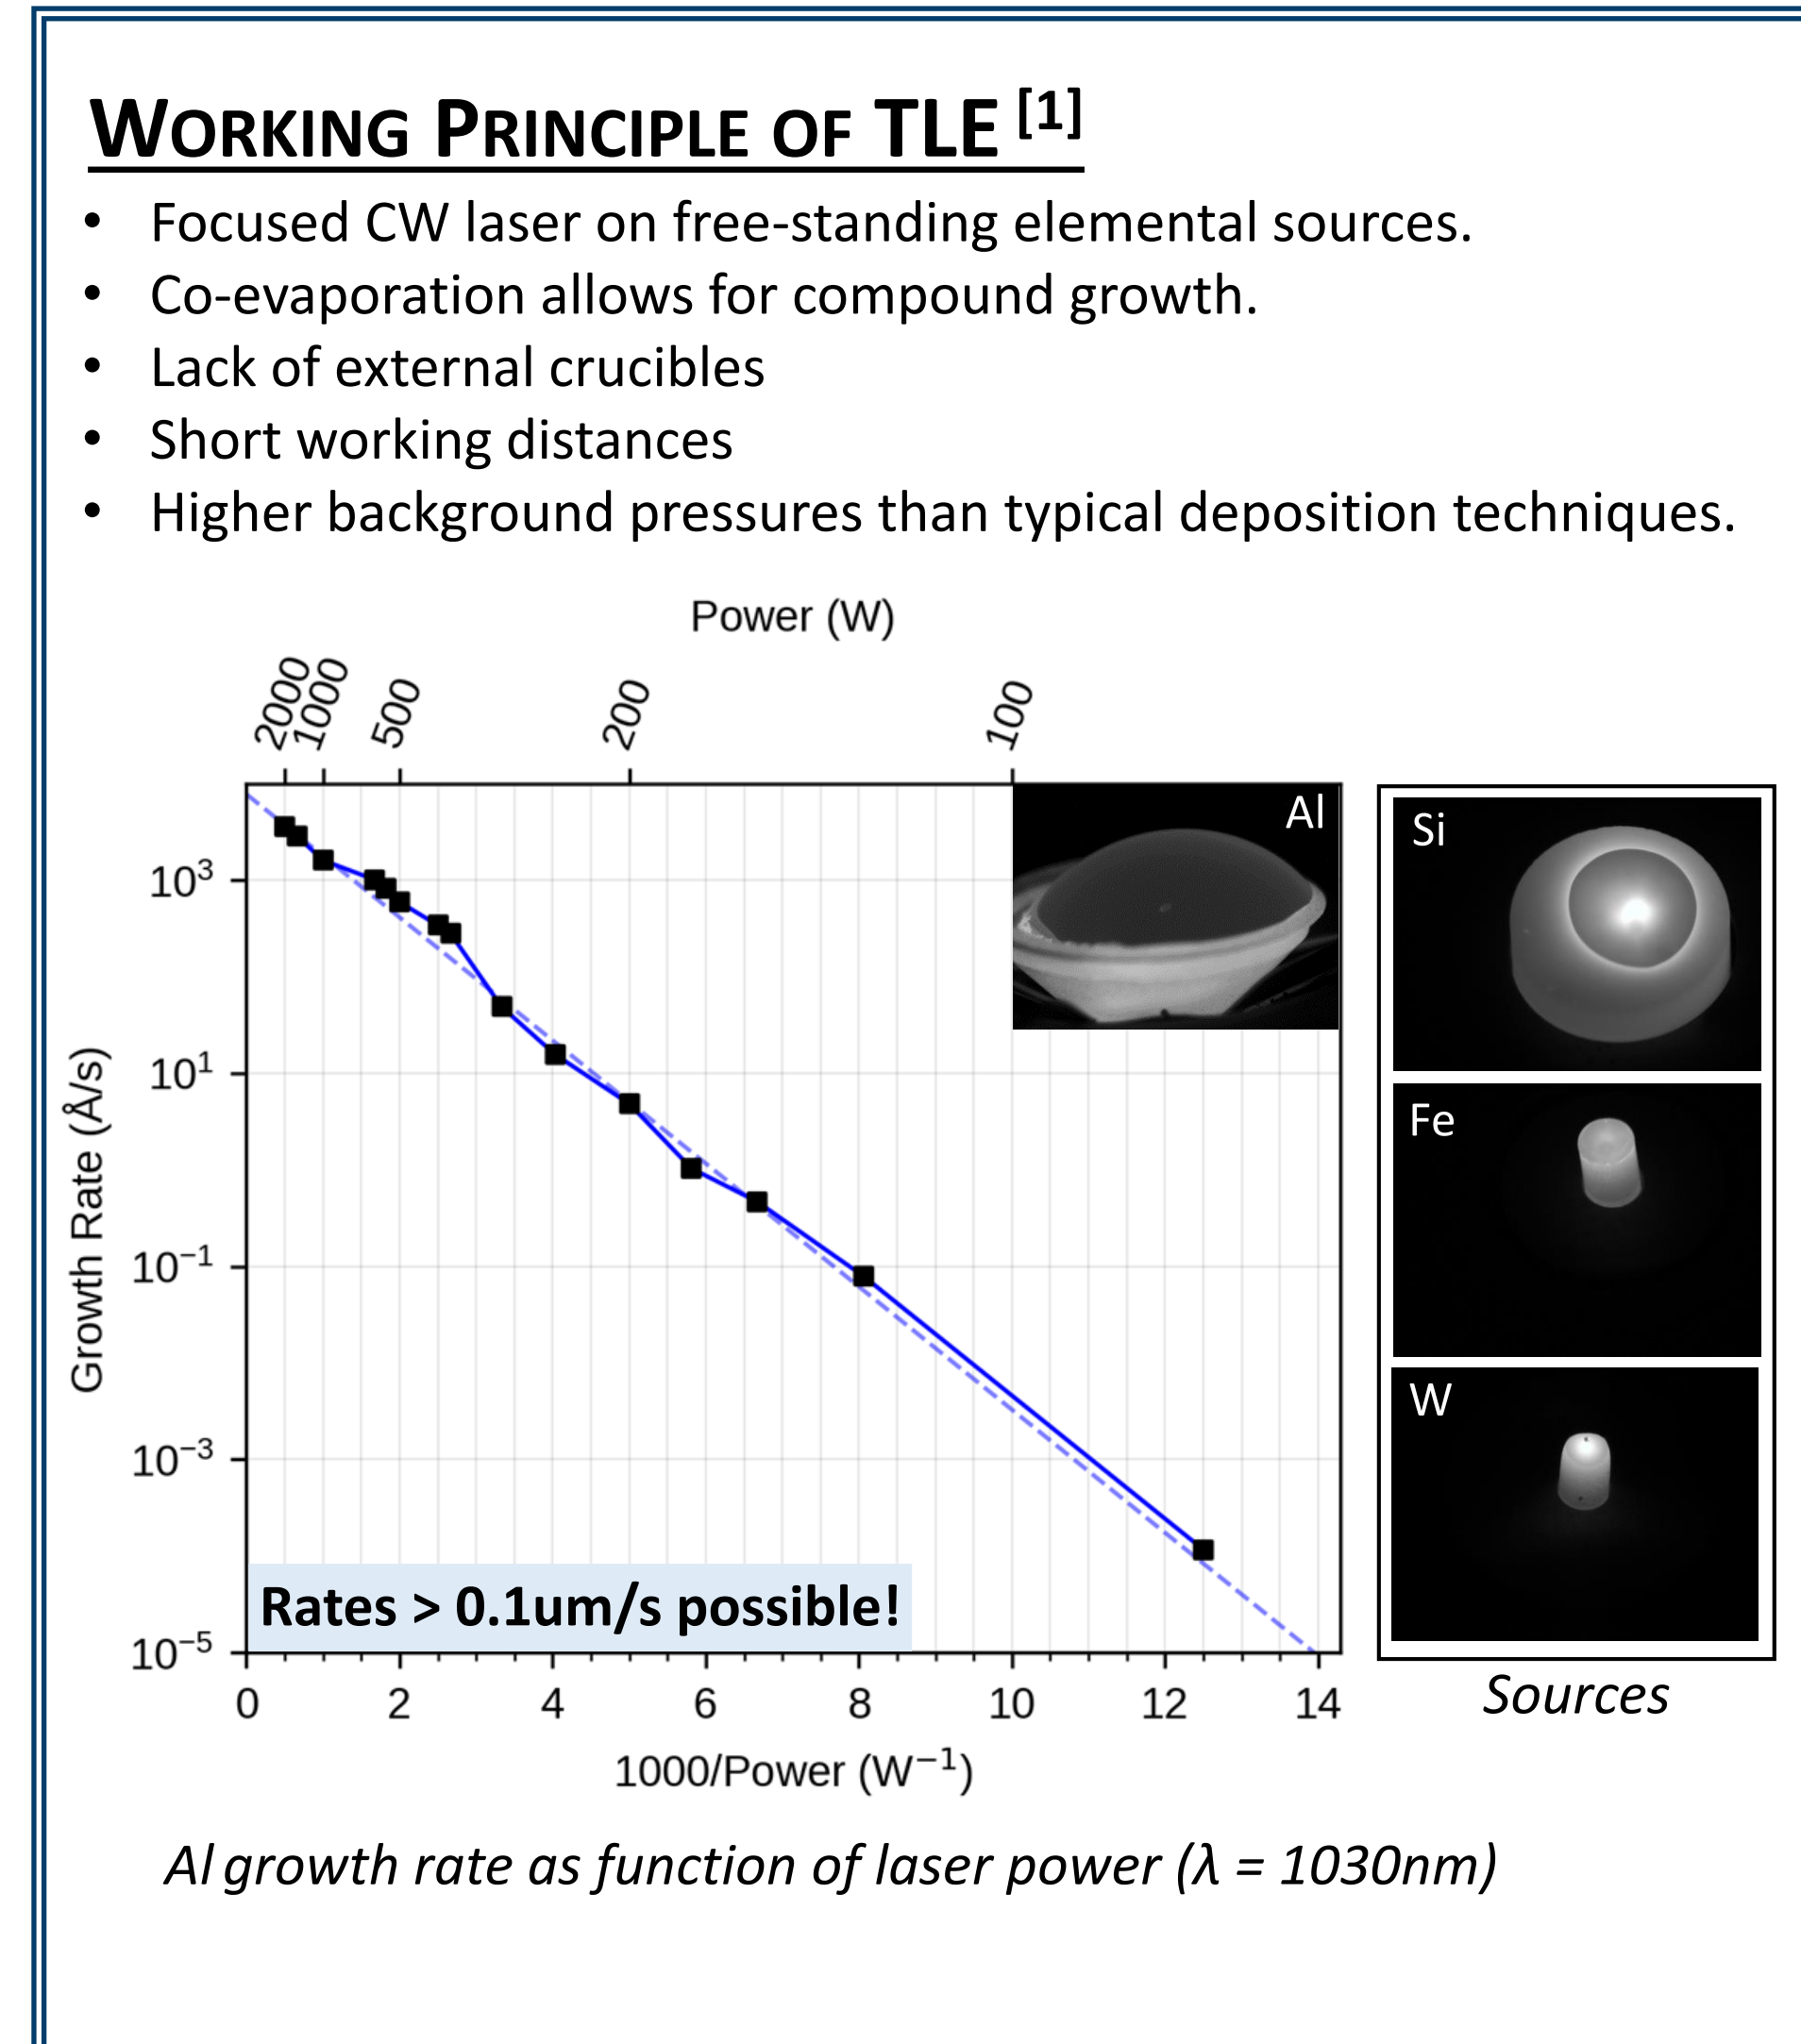 WORKING PRINCIPLE OF TLE [1]
• Focused CW laser on free-standing elemental sources.
• Co-evaporation allows for compound growth.
• Lack of external crucibles
• Short working distances
• Higher background pressures than typical deposition techniques.
Power (W)
2000 1000 500 200 100
Al
Si
Fe
W
Growth Rate (Å/s)
10³
10¹
10⁻¹
10⁻³
10⁻⁵
Rates > 0.1um/s possible!
0 2 4 6 8 10 12 14
1000/Power (W⁻¹)
Sources
Al growth rate as function of laser power (λ = 1030nm)